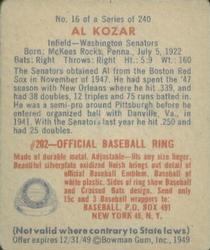 No. 16 of a Series of 240
AL KOZAR
Infield—Washington Senators
Born: McKees Rocks, Penna., July 5, 1922
Bats: Right Throws: Right Ht.: 5:9 Wt.: 160
The Senators obtained Al from the Boston Red
Sox in November of 1947. He had spent the '47
season with New Orleans where he hit .339, and
had 38 doubles, 12 triples and 75 runs batted in.
He was a semi-pro around Pittsburgh before he
entered organized ball with Danville, Va., in
1941. With the Senators last year he hit .250
and had 25 doubles.
#202—OFFICIAL BASEBALL RING
Made of durable metal. Adjustable—fits any size finger.
Beautiful silverplate oxidized finish brings out detail of
official Baseball Emblem. Baseball of
white plastic. Sides of ring show Baseball
and Crossed Bats design. Send only
15c and 3 Baseball wrappers to:
BASEBALL, P.O. BOX 491
NEW YORK 46, N. Y.
(Not valid where contrary to State laws)
Offer expires 12/31/49 ©Bowman Gum, Inc., 1949